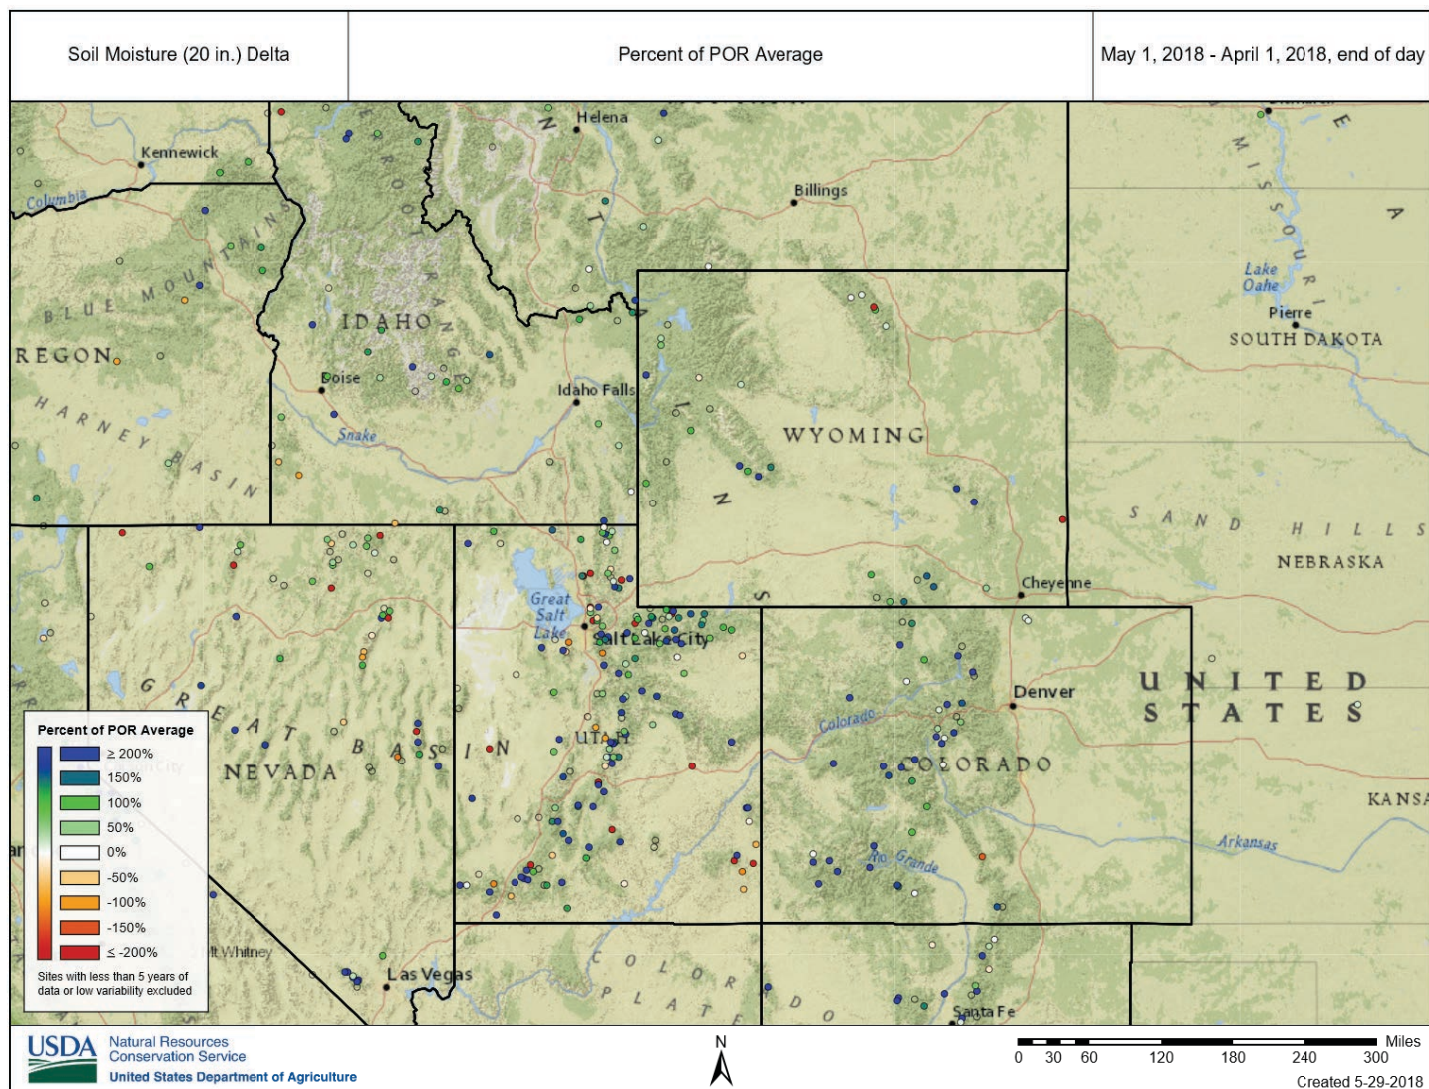 Soil Moisture (20 in.) Delta
Percent of POR Average
May 1, 2018 - April 1, 2018, end of day
Helena
Kennewick
Columbia
Billings
BLUE MOUNTAINS
IDAHO
MISSOURI
Lake
Oahe
Pierre
SOUTH DAKOTA
REGON
Boise
Idaho Falls
HARNEY BASIN
Snake
WYOMING
SAND HILLS
NEBRASKA
Cheyenne
Great
Salt
Lake
Salt Lake City
UNITED
STATES
Denver
GREAT BASIN
Colorado
UTAH
NEVADA
COLORADO
KANSA
Arkansas
Rio Grande
Mt Whitney
Las Vegas
COLORADO
PLATE
Santa Fe
Percent of POR Average
≥ 200%
150%
100%
50%
0%
-50%
-100%
-150%
≤ -200%
Sites with less than 5 years of
data or low variability excluded
USDA
Natural Resources
Conservation Service
United States Department of Agriculture
N
Miles
0 30 60 120 180 240 300
Created 5-29-2018